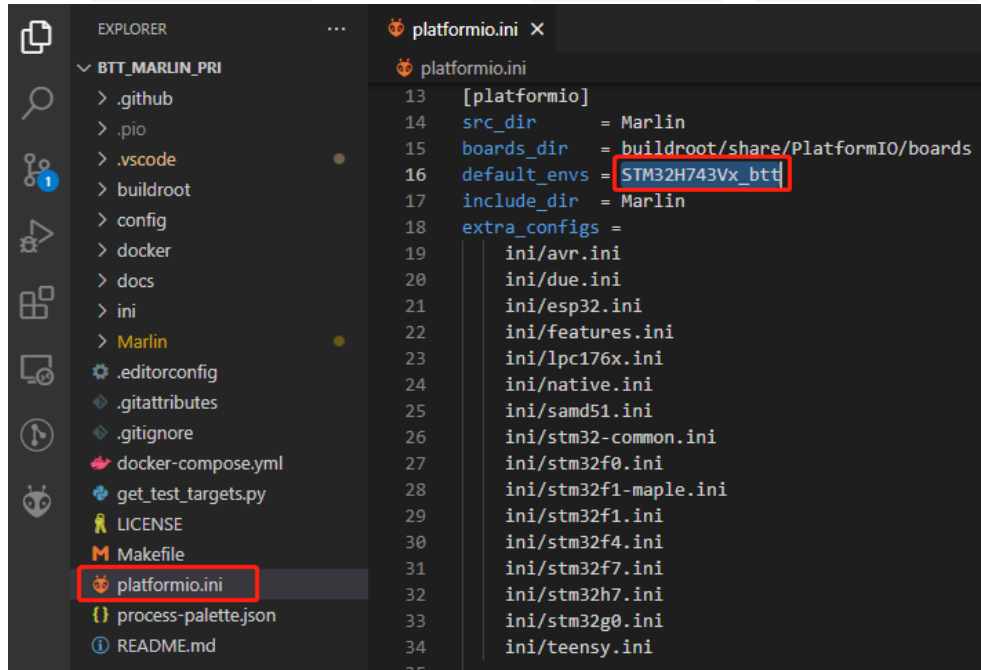 EXPLORER
BTT_MARLIN_PRI
.github
.pio
.vscode
buildroot
config
docker
docs
ini
Marlin
.editorconfig
.gitattributes
.gitignore
docker-compose.yml
get_test_targets.py
LICENSE
Makefile
platformio.ini
process-palette.json
README.md
1
platformio.ini
platformio.ini
13 [platformio]
14 src_dir = Marlin
15 boards_dir = buildroot/share/PlatformIO/boards
16 default_envs = STM32H743Vx_btt
17 include_dir = Marlin
18 extra_configs =
19 ini/avr.ini
20 ini/due.ini
21 ini/esp32.ini
22 ini/features.ini
23 ini/lpc176x.ini
24 ini/native.ini
25 ini/samd51.ini
26 ini/stm32-common.ini
27 ini/stm32f0.ini
28 ini/stm32f1-maple.ini
29 ini/stm32f1.ini
30 ini/stm32f4.ini
31 ini/stm32f7.ini
32 ini/stm32h7.ini
33 ini/stm32g0.ini
34 ini/teensy.ini